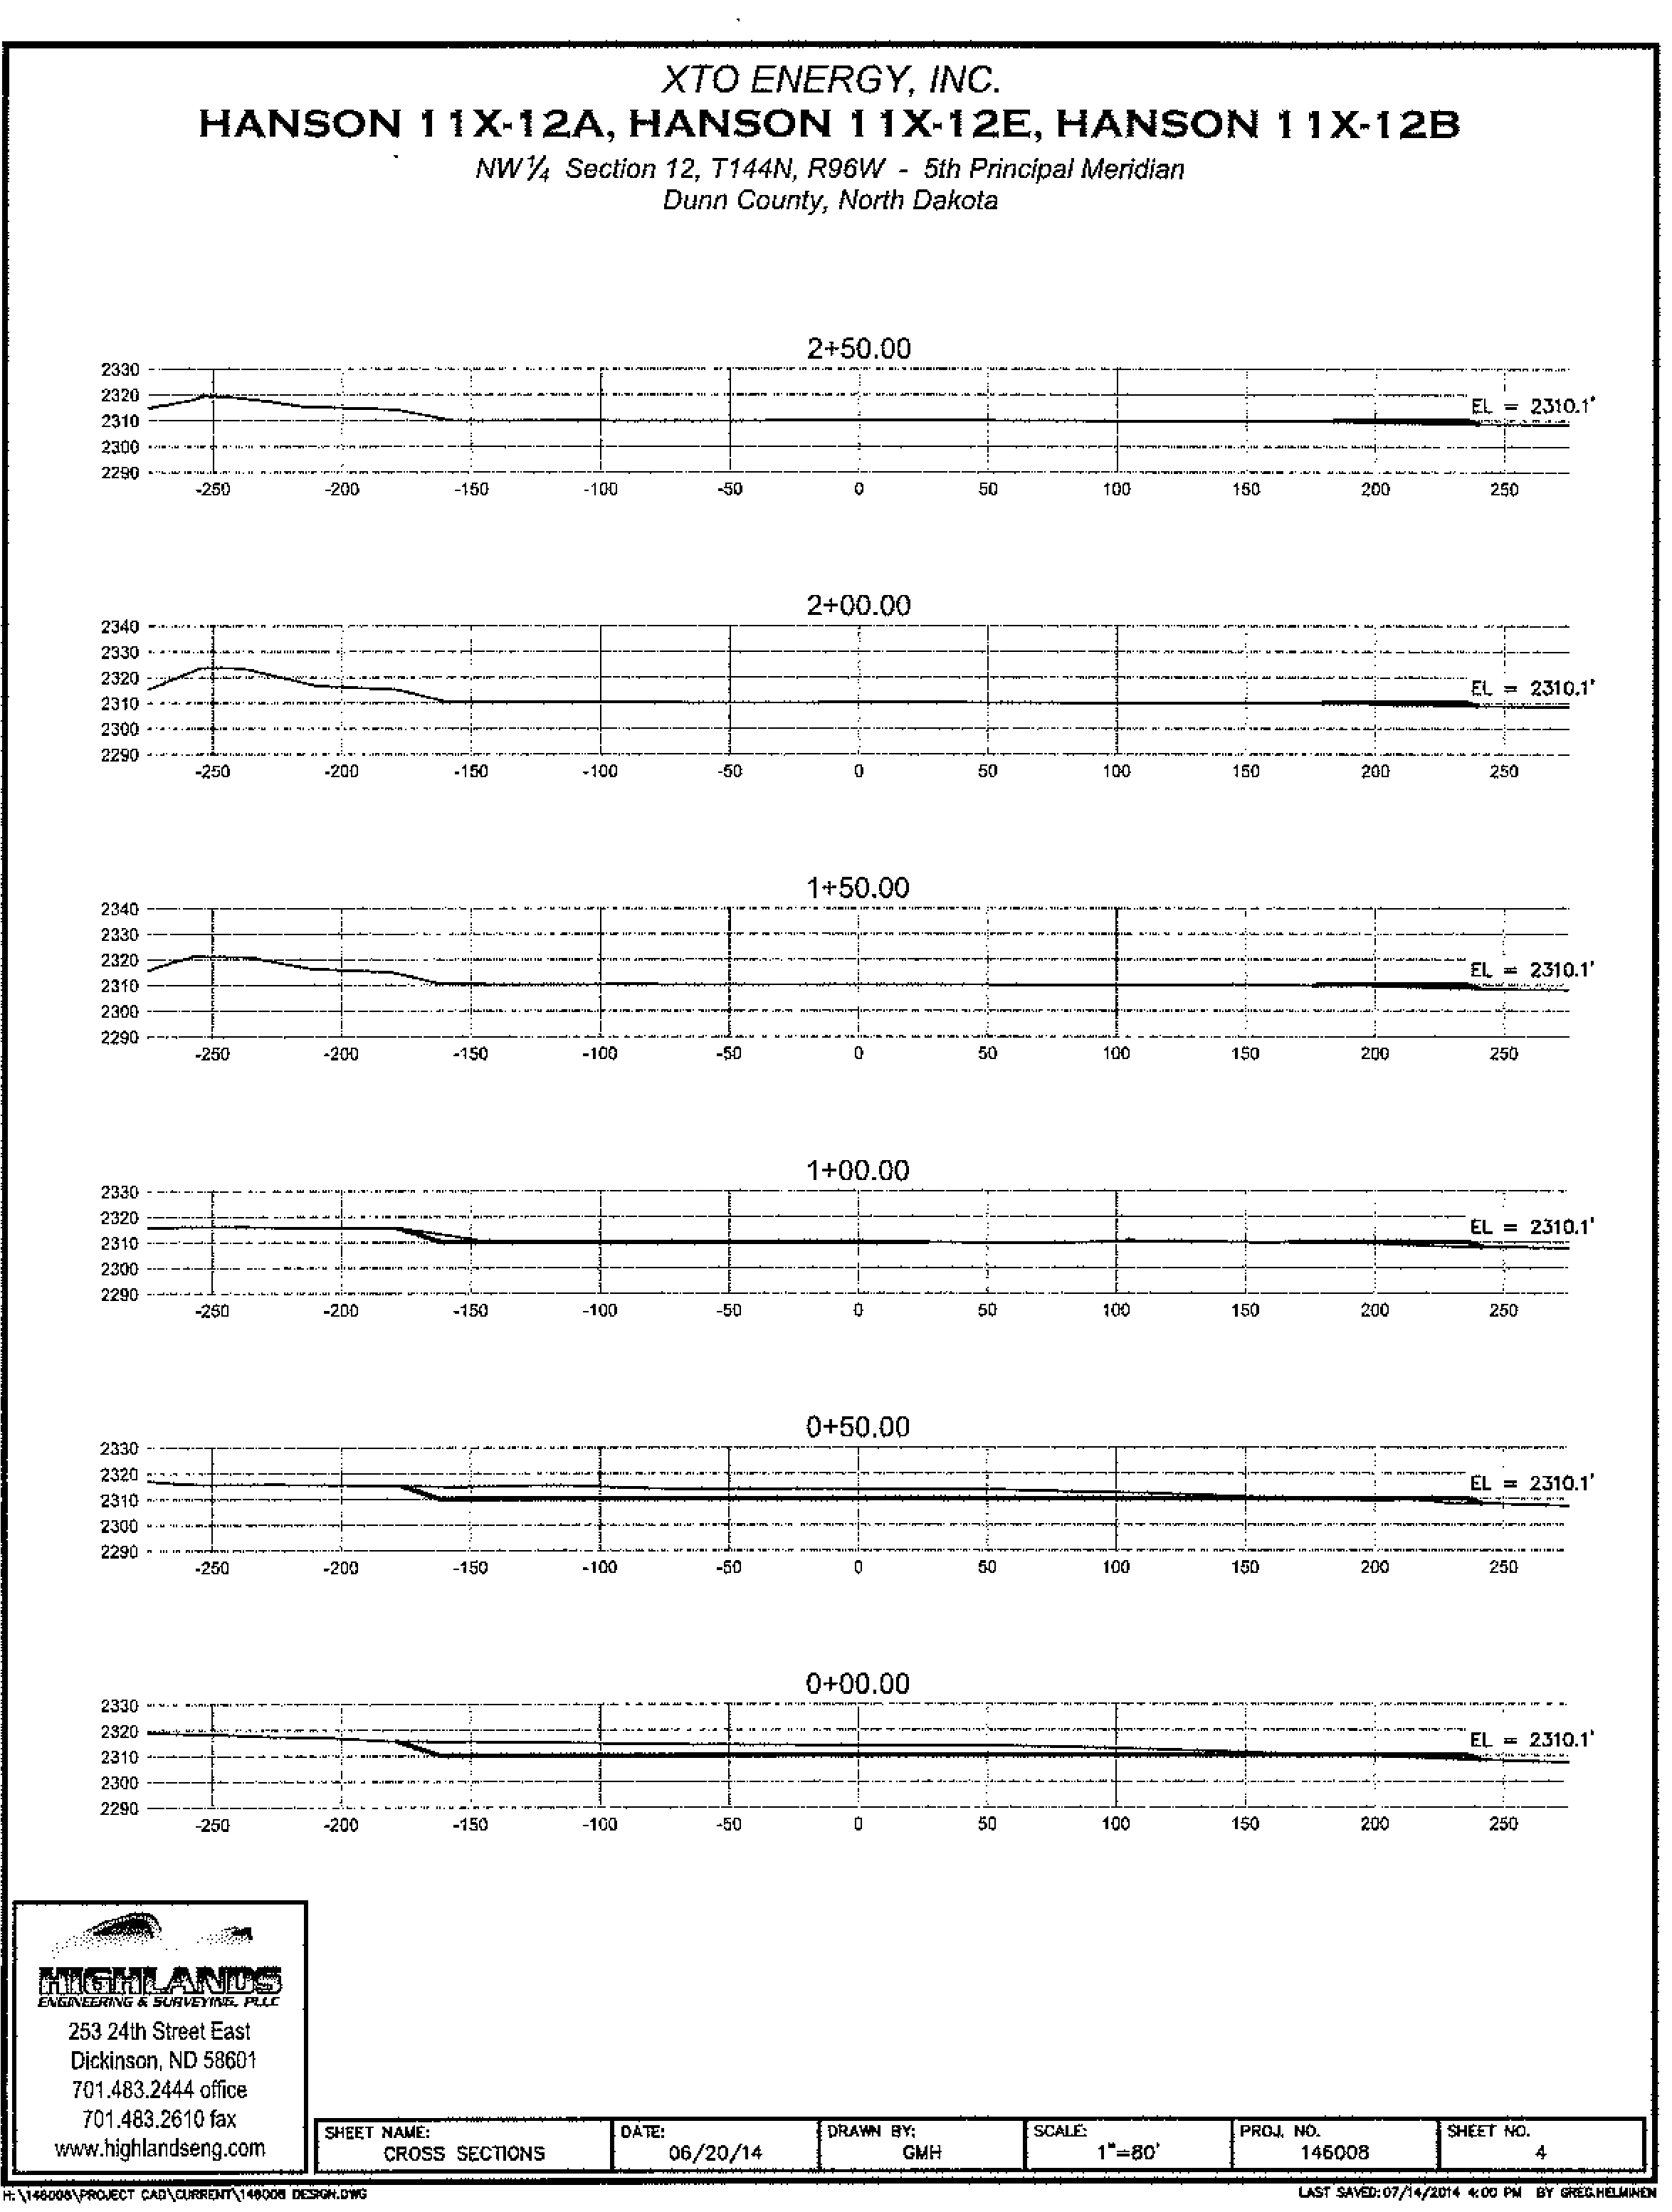 XTO ENERGY, INC.
HANSON 11X-12A, HANSON 11X-12E, HANSON 11X-12B
NW ¼ Section 12, T144N, R96W - 5th Principal Meridian
Dunn County, North Dakota
2+50.00
2330
2320
2310
2300
2290
EL = 2310.1'
-250 -200 -150 -100 -50 0 50 100 150 200 250
2+00.00
2340
2330
2320
2310
2300
2290
EL = 2310.1'
-250 -200 -150 -100 -50 0 50 100 150 200 250
1+50.00
2340
2330
2320
2310
2300
2290
EL = 2310.1'
-250 -200 -150 -100 -50 0 50 100 150 200 250
1+00.00
2330
2320
2310
2300
2290
EL = 2310.1'
-250 -200 -150 -100 -50 0 50 100 150 200 250
0+50.00
2330
2320
2310
2300
2290
EL = 2310.1'
-250 -200 -150 -100 -50 0 50 100 150 200 250
0+00.00
2330
2320
2310
2300
2290
EL = 2310.1'
-250 -200 -150 -100 -50 0 50 100 150 200 250
HIGHLANDS
ENGINEERING & SURVEYING, PLLC
253 24th Street East
Dickinson, ND 58601
701.483.2444 office
701.483.2610 fax
www.highlandseng.com
SHEET NAME:
CROSS SECTIONS
DATE:
06/20/14
DRAWN BY:
GMH
SCALE:
1"=80'
PROJ. NO.
146008
SHEET NO.
4
H:\146008\PROJECT CAD\CURRENT\146008 DESIGN.DWG
LAST SAVED:07/14/2014 4:00 PM BY GREG.HELMINEN